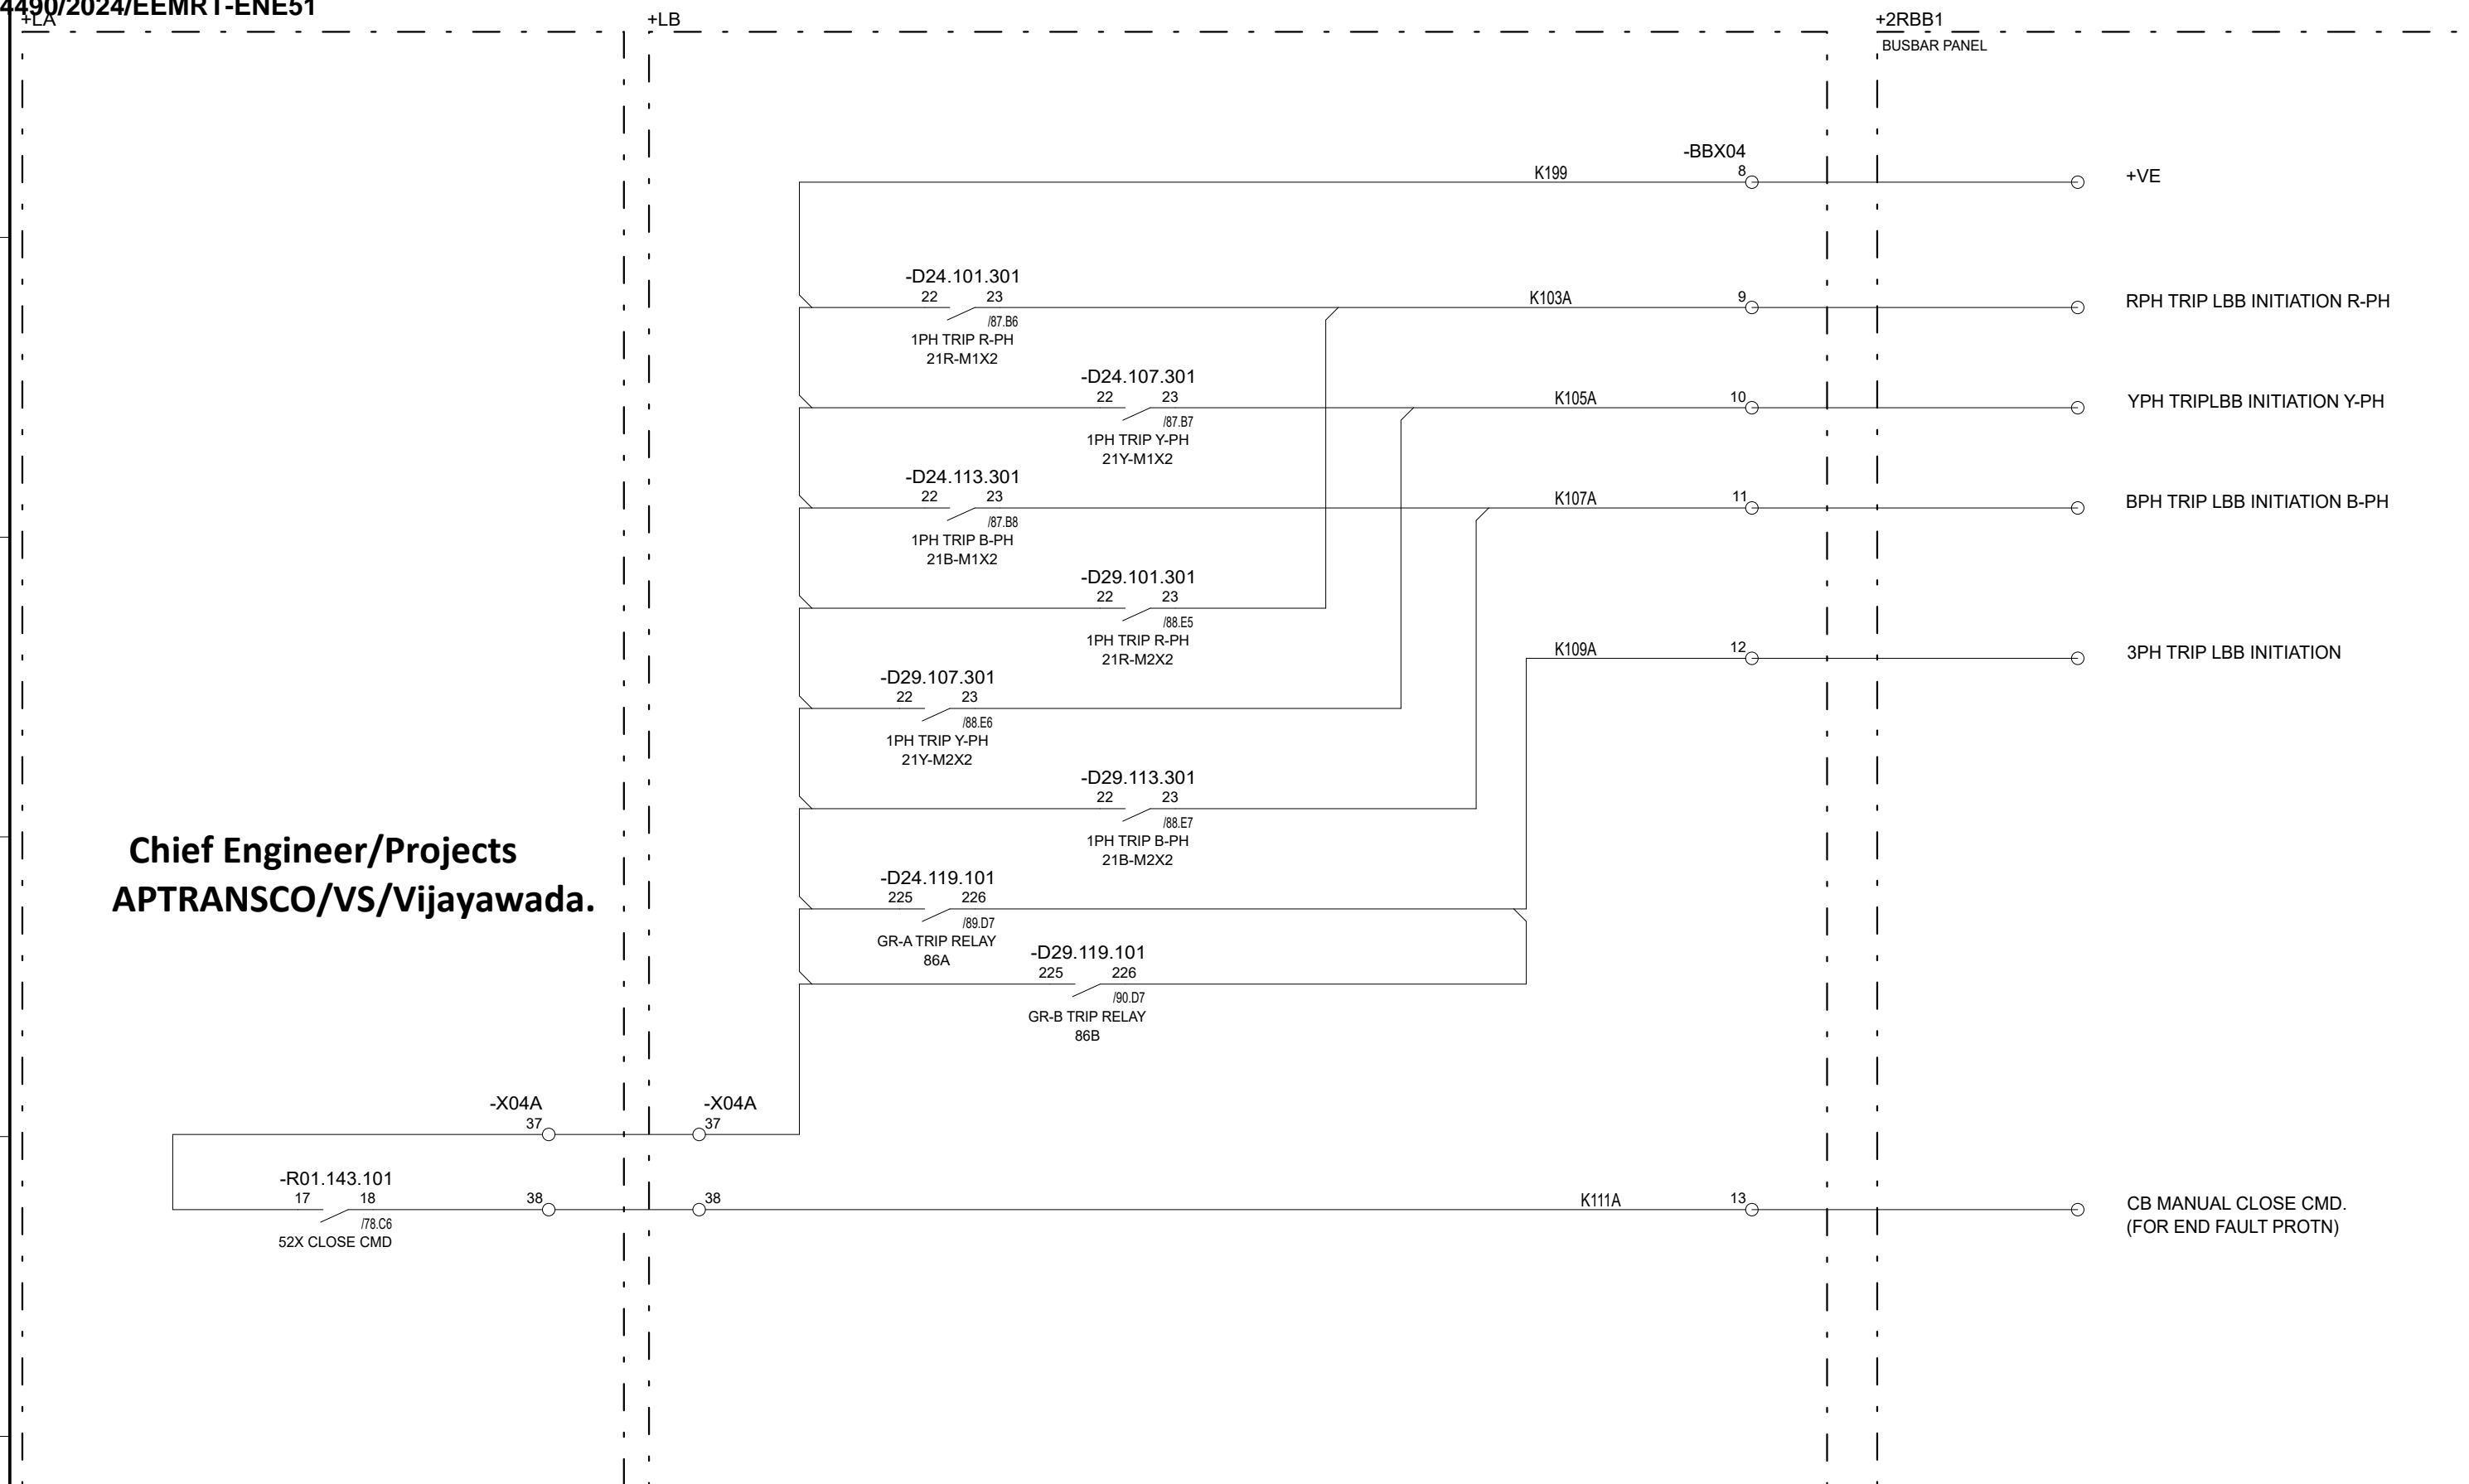 4490/2024/EEMRT-ENE51
+LA
+LB
+2RBB1
BUSBAR PANEL
-BBX04
K199
8
+VE
-D24.101.301
22
23
K103A
9
RPH TRIP LBB INITIATION R-PH
/87.B6
1PH TRIP R-PH
21R-M1X2
-D24.107.301
22
23
K105A
10
YPH TRIPLBB INITIATION Y-PH
/87.B7
1PH TRIP Y-PH
21Y-M1X2
-D24.113.301
22
23
K107A
11
BPH TRIP LBB INITIATION B-PH
/87.B8
1PH TRIP B-PH
21B-M1X2
-D29.101.301
22
23
/88.E5
1PH TRIP R-PH
21R-M2X2
K109A
12
3PH TRIP LBB INITIATION
-D29.107.301
22
23
/88.E6
1PH TRIP Y-PH
21Y-M2X2
-D29.113.301
22
23
/88.E7
1PH TRIP B-PH
21B-M2X2
Chief Engineer/Projects
APTRANSCO/VS/Vijayawada.
-D24.119.101
225
226
/89.D7
GR-A TRIP RELAY
86A
-D29.119.101
225
226
/90.D7
GR-B TRIP RELAY
86B
-X04A
37
-X04A
37
-R01.143.101
17
18
/78.C6
52X CLOSE CMD
38
38
K111A
13
CB MANUAL CLOSE CMD.
(FOR END FAULT PROTN)